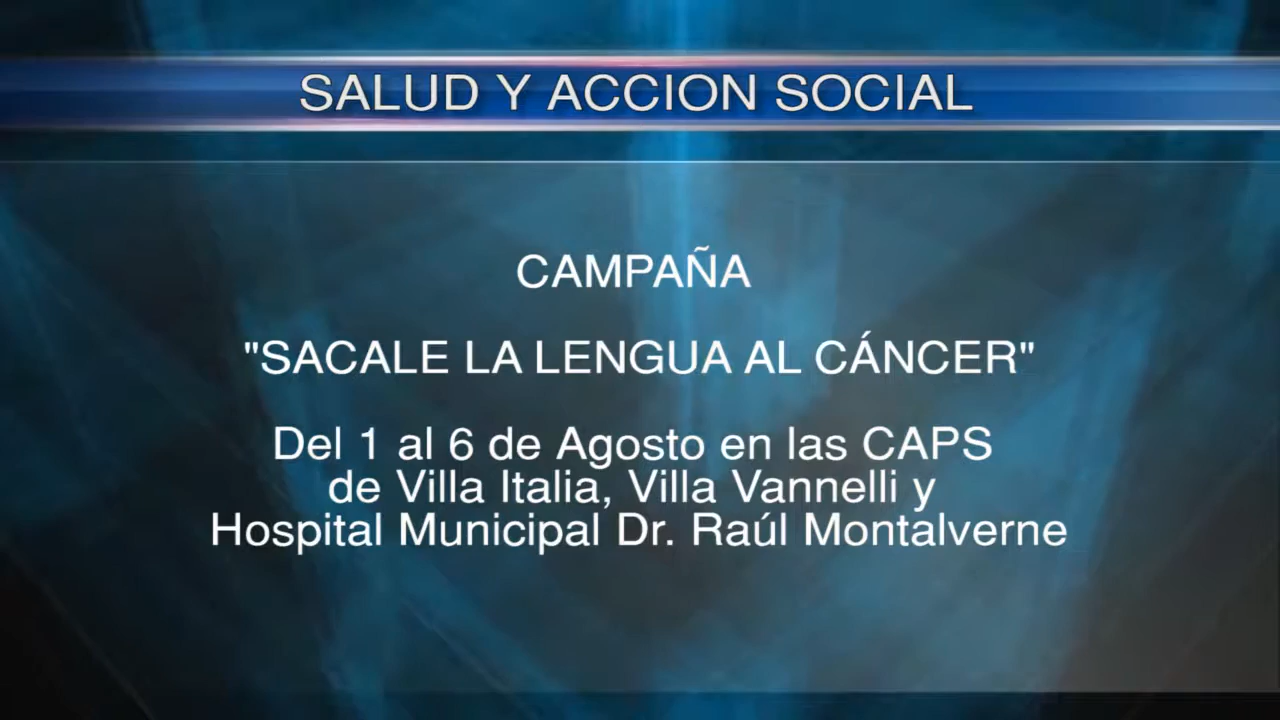 SALUD Y ACCION SOCIAL
CAMPAÑA
"SACALE LA LENGUA AL CÁNCER"
Del 1 al 6 de Agosto en las CAPS
de Villa Italia, Villa Vannelli y
Hospital Municipal Dr. Raúl Montalverne